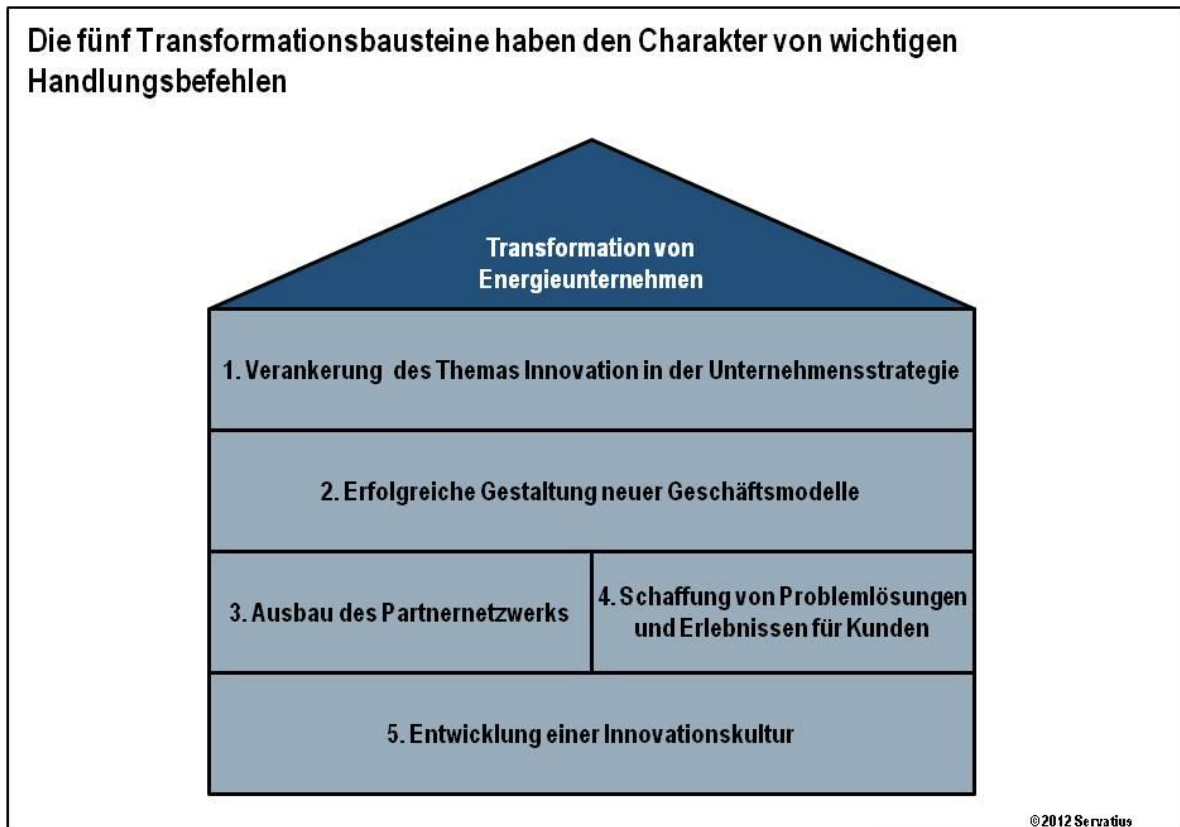 Die fünf Transformationsbausteine haben den Charakter von wichtigen
Handlungsbefehlen
Transformation von
Energieunternehmen
1. Verankerung des Themas Innovation in der Unternehmensstrategie
2. Erfolgreiche Gestaltung neuer Geschäftsmodelle
3. Ausbau des Partnernetzwerks
4. Schaffung von Problemlösungen
und Erlebnissen für Kunden
5. Entwicklung einer Innovationskultur
©2012 Servatius